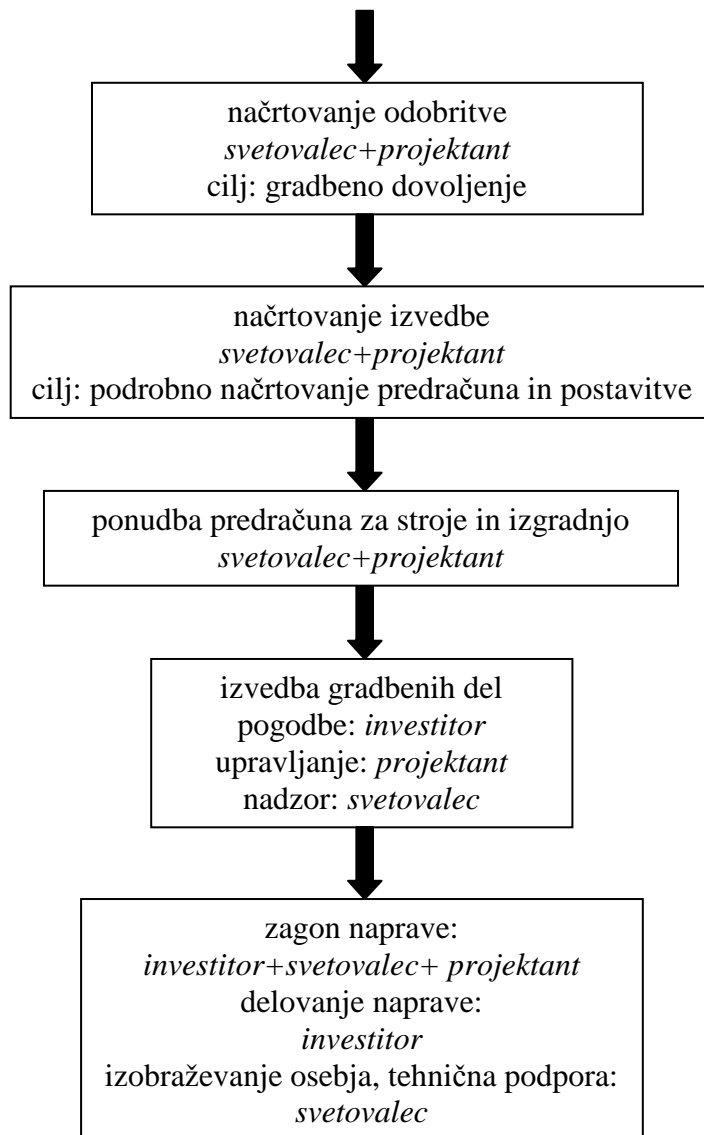 načrtovanje odobritve
svetovalec+projektant
cilj: gradbeno dovoljenje
načrtovanje izvedbe
svetovalec+projektant
cilj: podrobno načrtovanje predračuna in postavitve
ponudba predračuna za stroje in izgradnjo
svetovalec+projektant
izvedba gradbenih del
pogodbe: investitor
upravljanje: projektant
nadzor: svetovalec
zagon naprave:
investitor+svetovalec+ projektant
delovanje naprave:
investitor
izobraževanje osebja, tehnična podpora:
svetovalec